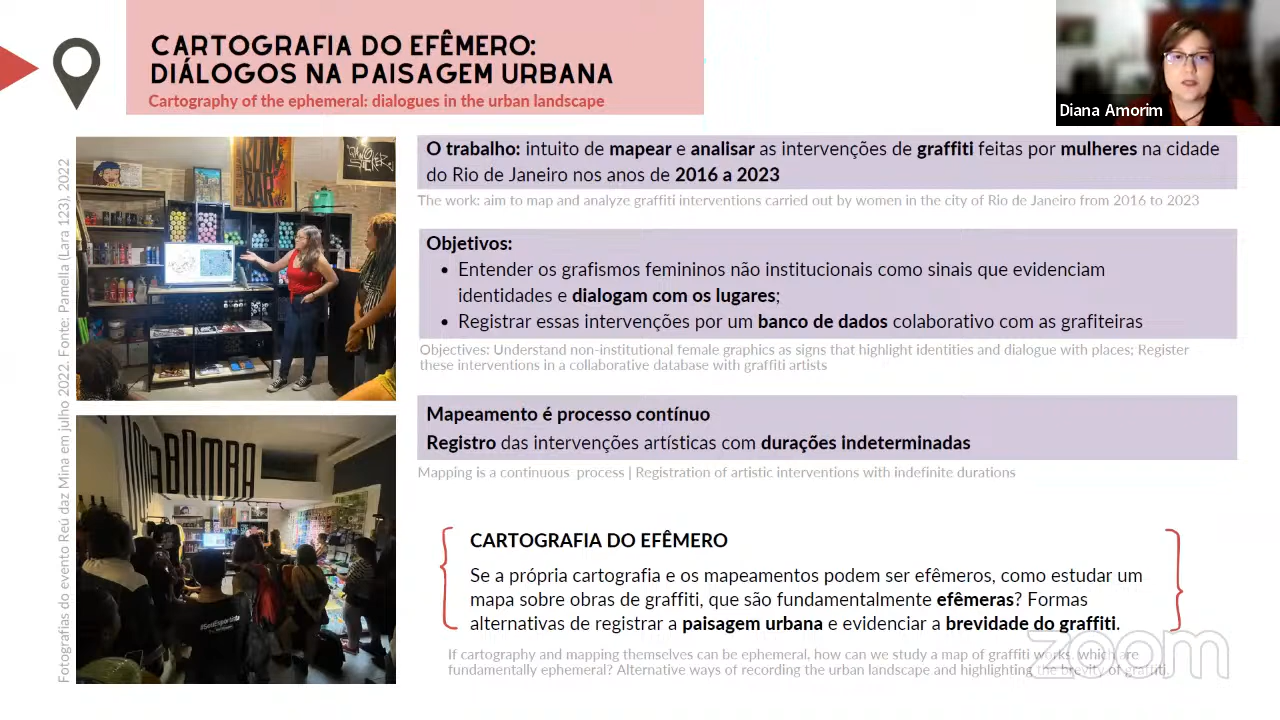 CARTOGRAFIA DO EFÊMERO:
DIÁLOGOS NA PAISAGEM URBANA
Cartography of the ephemeral: dialogues in the urban landscape
Diana Amorim
Fotografias do evento Reú daz Mina em julho 2022. Fonte: Pamella (Lara 123), 2022
O trabalho: intuito de mapear e analisar as intervenções de graffiti feitas por mulheres na cidade
do Rio de Janeiro nos anos de 2016 a 2023
The work: aim to map and analyze graffiti interventions carried out by women in the city of Rio de Janeiro from 2016 to 2023
Objetivos:
• Entender os grafismos femininos não institucionais como sinais que evidenciam
identidades e dialogam com os lugares;
• Registrar essas intervenções por um banco de dados colaborativo com as grafiteiras
Objectives: Understand non-institutional female graphics as signs that highlight identities and dialogue with places; Register
these interventions in a collaborative database with graffiti artists
Mapeamento é processo contínuo
Registro das intervenções artísticas com durações indeterminadas
Mapping is a continuous process | Registration of artistic interventions with indefinite durations
CARTOGRAFIA DO EFÊMERO
Se a própria cartografia e os mapeamentos podem ser efêmeros, como estudar um
mapa sobre obras de graffiti, que são fundamentalmente efêmeras? Formas
alternativas de registrar a paisagem urbana e evidenciar a brevidade do graffiti.
If cartography and mapping themselves can be ephemeral, how can we study a map of graffiti works, which are
fundamentally ephemeral? Alternative ways of recording the urban landscape and highlighting the brevity of graffiti.
zoom